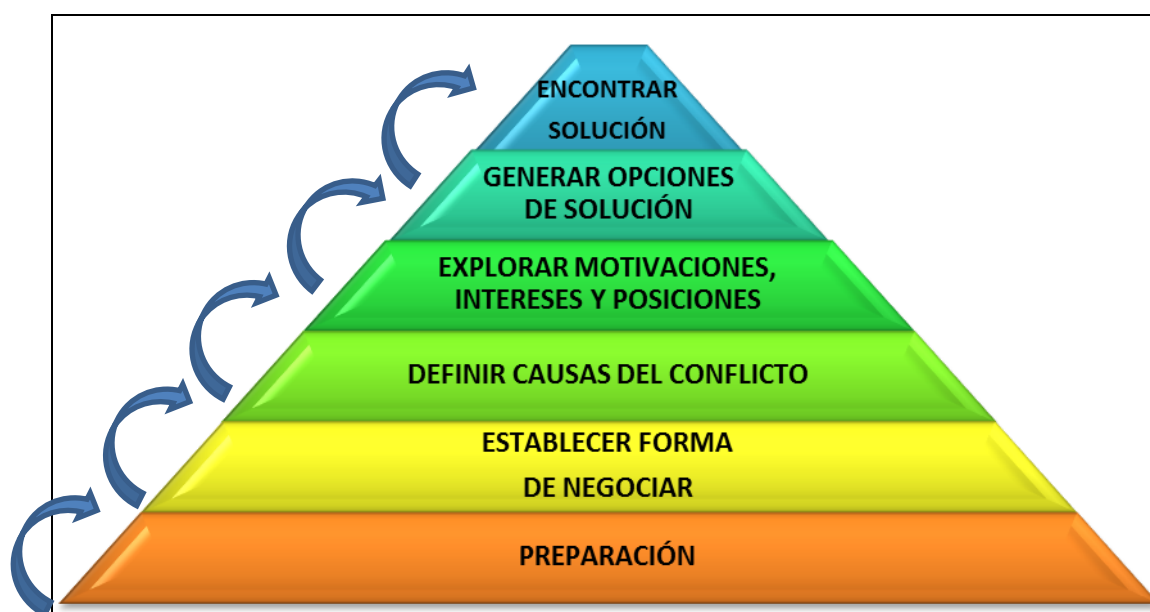 ENCONTRAR
SOLUCIÓN
GENERAR OPCIONES
DE SOLUCIÓN
EXPLORAR MOTIVACIONES,
INTERESES Y POSICIONES
DEFINIR CAUSAS DEL CONFLICTO
ESTABLECER FORMA
DE NEGOCIAR
PREPARACIÓN